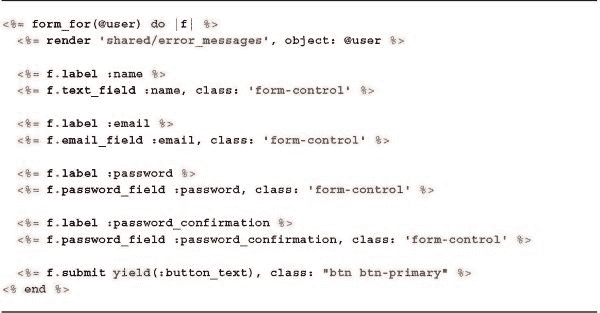 <%= form_for(@user) do |f| %>
<%= render 'shared/error_messages', object: @user %>
<%= f.label :name %>
<%= f.text_field :name, class: 'form-control' %>
<%= f.label :email %>
<%= f.email_field :email, class: 'form-control' %>
<%= f.label :password %>
<%= f.password_field :password, class: 'form-control' %>
<%= f.label :password_confirmation %>
<%= f.password_field :password_confirmation, class: 'form-control' %>
<%= f.submit yield(:button_text), class: "btn btn-primary" %>
<% end %>